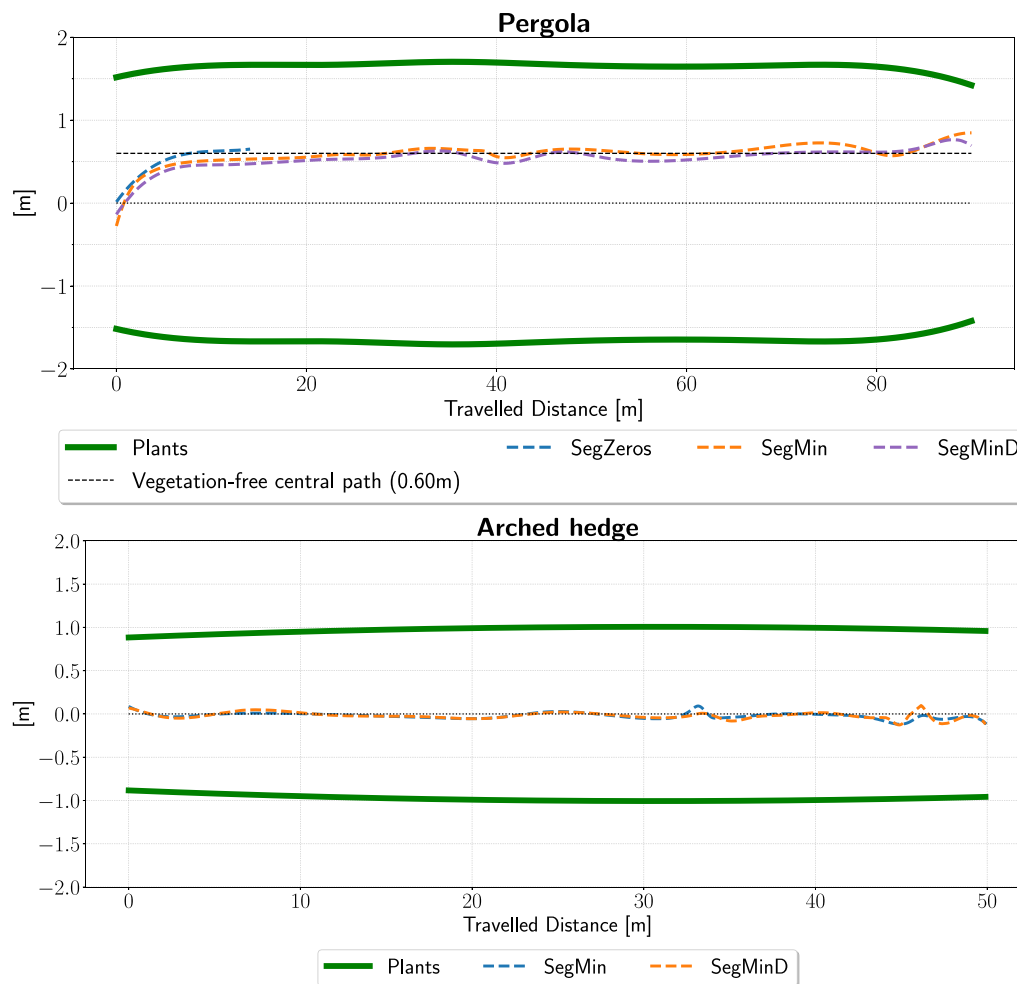 Pergola
2
1
0
−1
−2
[m]
0 20 40 60 80
Travelled Distance [m]
Plants SegZeros SegMin SegMinD
Vegetation-free central path (0.60m)
Arched hedge
2.0
1.5
1.0
0.5
0.0
−0.5
−1.0
−1.5
−2.0
[m]
0 10 20 30 40 50
Travelled Distance [m]
Plants SegMin SegMinD